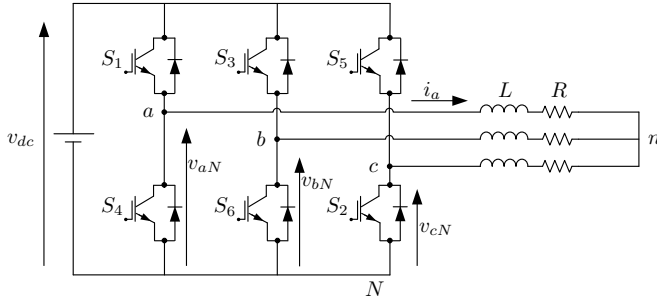 S1 S3 S5
ia L R
a
vdc
b
n
vaN
c
vbN
S4 S6 S2
vcN
N